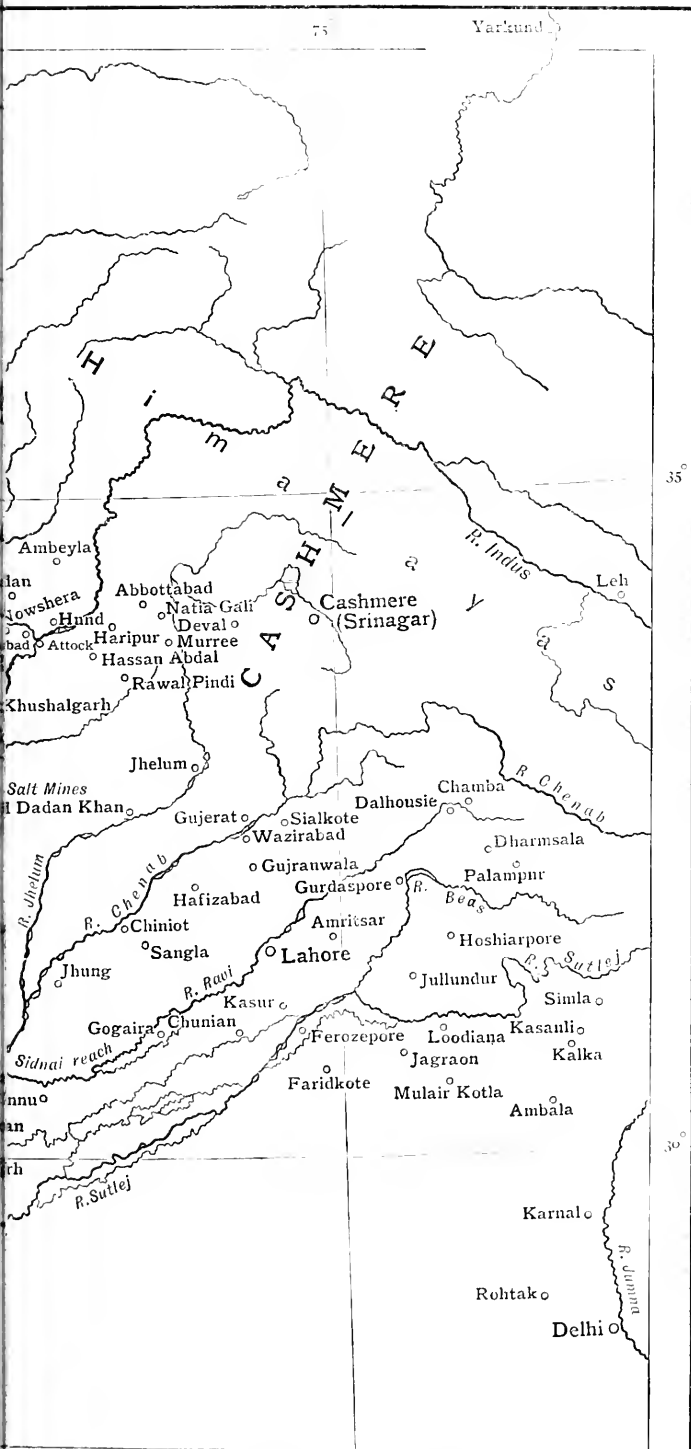 75
Yarkund
Himalayas
CASHMERE
35°
R. Indus
Leh
Ambeyla
lan
Nowshera
Abbottabad
Natia Gali
Hund
Deval
Cashmere
(Srinagar)
bad
Attock
Haripur
Murree
Hassan Abdal
Rawal Pindi
Khushalgarh
Jhelum
Salt Mines
l Dadan Khan
Gujerat
Sialkote
Wazirabad
Dalhousie
Chamba
R. Chenab
Dharmsala
Palampur
R. Jhelum
R. Chenab
Gujranwala
Hafizabad
Gurdaspore
R. Beas
Chiniot
Amritsar
Hoshiarpore
Sangla
Lahore
R. Sutlej
Jhung
R. Ravi
Jullundur
Kasur
Simla
Gogaira
Chunian
Ferozepore
Loodiana
Kasanli
Sidnai reach
Jagraon
Kalka
nnu
Faridkote
Mulair Kotla
Ambala
an
30°
rh
R. Sutlej
Karnal
R. Jumna
Rohtak
Delhi